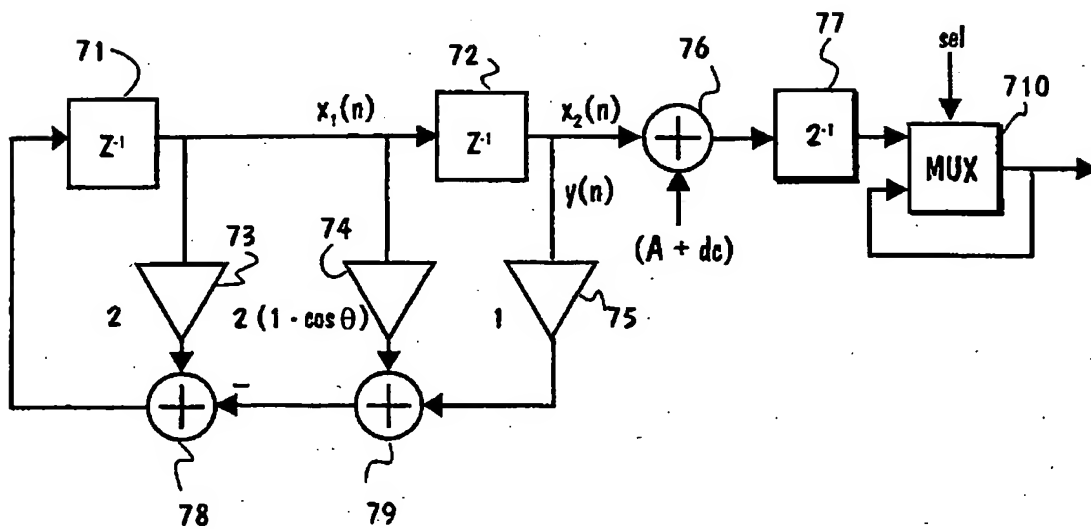 71
72
76
77
sel
710
x₁(n)
x₂(n)
Z⁻¹
Z⁻¹
2⁻¹
MUX
y(n)
73
74
(A + dc)
2
2 (1 - cos θ)
1
75
−
78
79